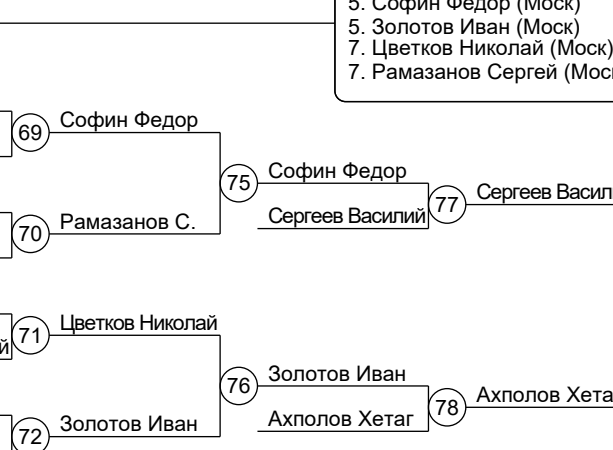 5. Софин Федор (Моск)
5. Золотов Иван (Моск)
7. Цветков Николай (Моск)
7. Рамазанов Сергей
69 Софин Федор
75 Софин Федор
Сергеев Василий
77 Сергеев
70 Рамазанов С.
71 Цветков Николай
76 Золотов Иван
Ахполов Хетаг
78 Ахполов
72 Золотов Иван